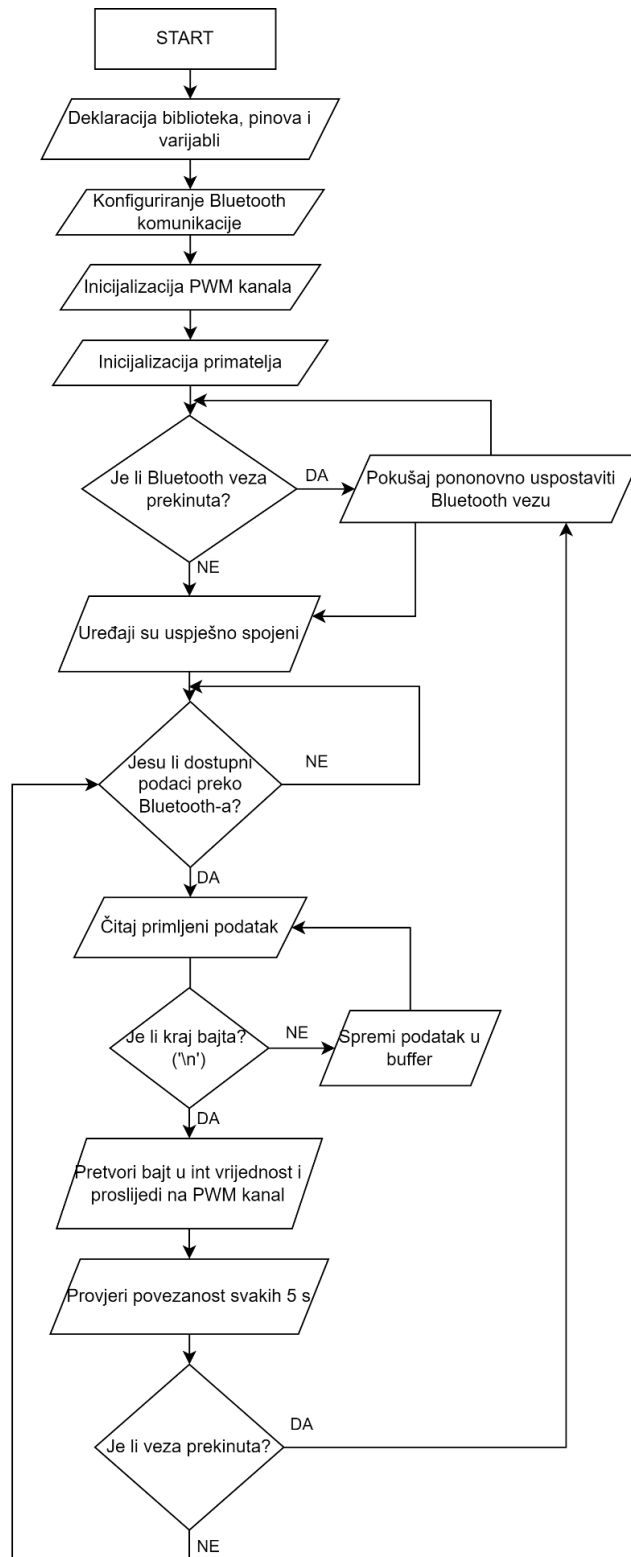 START
Deklaracija biblioteka, pinova i
varijabli
Konfiguriranje Bluetooth
komunikacije
Inicijalizacija PWM kanala
Inicijalizacija primatelja
Je li Bluetooth veza
prekinuta?
DA
Pokušaj pononovno uspostaviti
Bluetooth vezu
NE
Uređaji su uspješno spojeni
Jesu li dostupni
podaci preko
Bluetooth-a?
NE
DA
Čitaj primljeni podatak
Je li kraj bajta?
('\n')
NE
Spremi podatak u
buffer
DA
Pretvori bajt u int vrijednost i
proslijedi na PWM kanal
Provjeri povezanost svakih 5 s
Je li veza prekinuta?
DA
NE